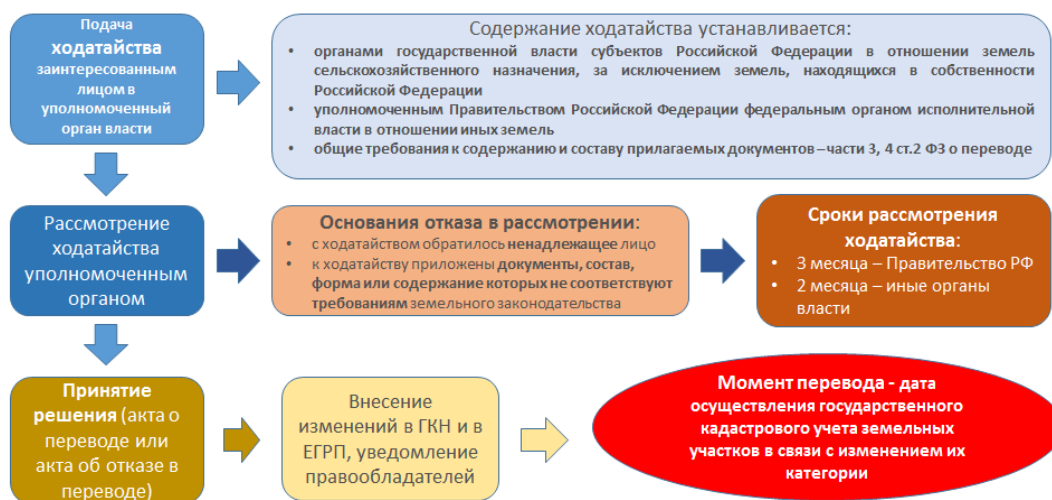 Подача
ходатайства
заинтересованным
лицом в
уполномоченный
орган власти
Содержание ходатайства устанавливается:
• органами государственной власти субъектов Российской Федерации в отношении земель
сельскохозяйственного назначения, за исключением земель, находящихся в собственности
Российской Федерации
• уполномоченным Правительством Российской Федерации федеральным органом исполнительной
власти в отношении иных земель
• общие требования к содержанию и составу прилагаемых документов – части 3, 4 ст.2 ФЗ о переводе
Рассмотрение
ходатайства
уполномоченным
органом
Основания отказа в рассмотрении:
• с ходатайством обратилось ненадлежащее лицо
• к ходатайству приложены документы, состав,
форма или содержание которых не соответствуют
требованиям земельного законодательства
Сроки рассмотрения
ходатайства:
• 3 месяца – Правительство РФ
• 2 месяца – иные органы
власти
Принятие
решения (акта о
переводе или
акта об отказе в
переводе)
Внесение
изменений в ГКН и в
ЕГРП, уведомление
правообладателей
Момент перевода - дата
осуществления государственного
кадастрового учета земельных
участков в связи с изменением их
категории